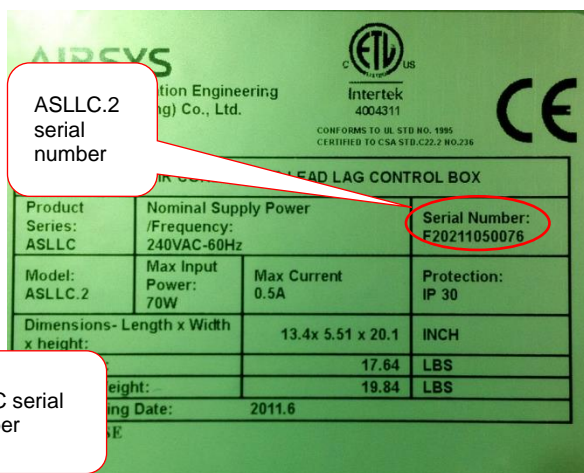 AIRSYS
ASLLC.2
serial
number
ation Engineering
ng) Co., Ltd.
c ETL us
Intertek
4004311
CONFORMS TO UL STD NO. 1995
CERTIFIED TO CSA STD.C22.2 NO.236
CE
LEAD LAG CONTROL BOX
Product Series: ASLLC
Nominal Supply Power /Frequency: 240VAC-60Hz
Serial Number: F20211050076
Model: ASLLC.2
Max Input Power: 70W
Max Current 0.5A
Protection: IP 30
Dimensions- Length x Width x height: 13.4x 5.51 x 20.1 INCH
17.64 LBS
eight: 19.84 LBS
ing Date: 2011.6
C serial
er
SE